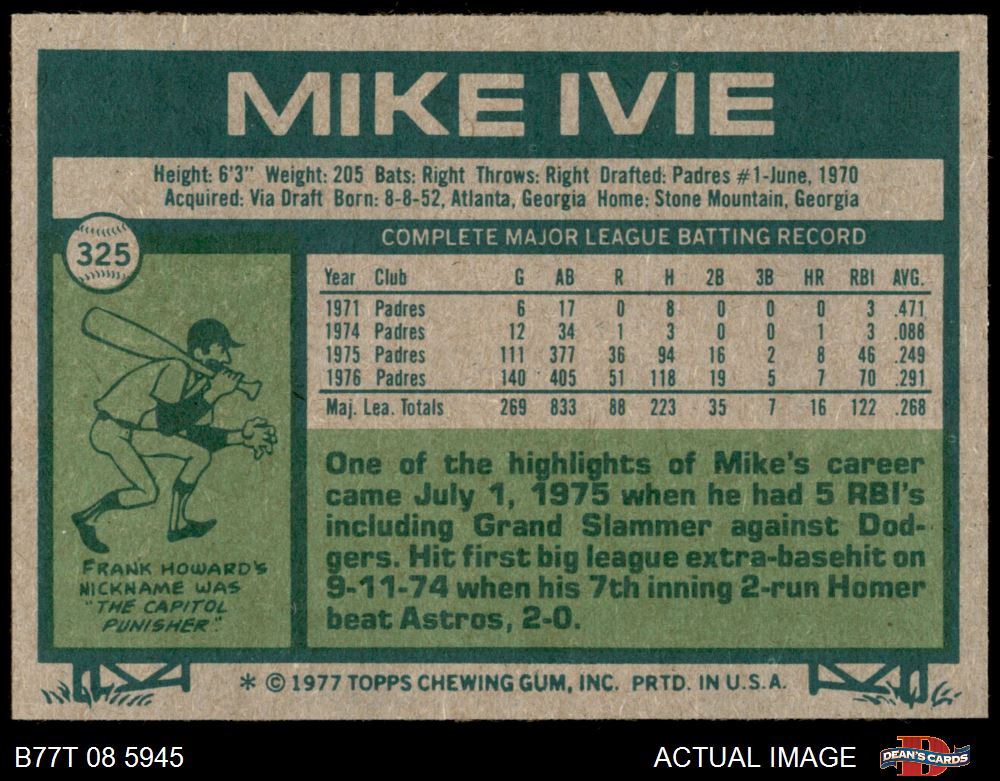 MIKE IVIE
Height: 6'3" Weight: 205 Bats: Right Throws: Right Drafted: Padres #1-June, 1970
Acquired: Via Draft Born: 8-8-52, Atlanta, Georgia Home: Stone Mountain, Georgia
325
COMPLETE MAJOR LEAGUE BATTING RECORD
Year Club G AB R H 2B 3B HR RBI AVG.
1971 Padres 6 17 0 8 0 0 0 3 .471
1974 Padres 12 34 1 3 0 0 1 3 .088
1975 Padres 111 377 36 94 16 2 8 46 .249
1976 Padres 140 405 51 118 19 5 7 70 .291
Maj. Lea. Totals 269 833 88 223 35 7 16 122 .268
One of the highlights of Mike's career
came July 1, 1975 when he had 5 RBI's
including Grand Slammer against Dod-
gers. Hit first big league extra-basehit on
9-11-74 when his 7th inning 2-run Homer
beat Astros, 2-0.
FRANK HOWARD'S
NICKNAME WAS
"THE CAPITOL
PUNISHER."
* © 1977 TOPPS CHEWING GUM, INC. PRTD. IN U.S.A.
B77T 08 5945
ACTUAL IMAGE
DEAN'S CARDS